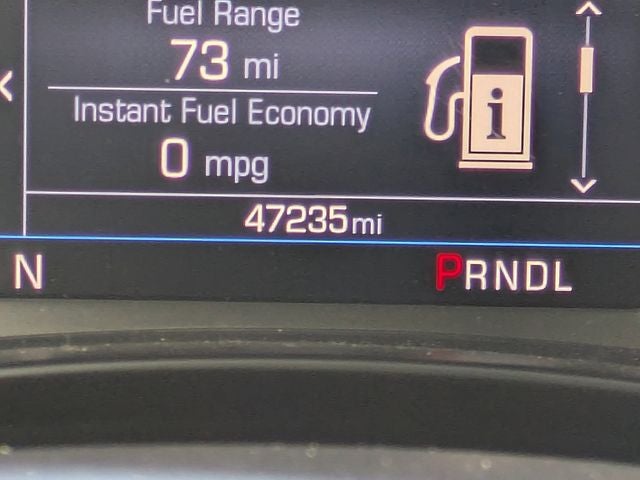 Fuel Range
73 mi
Instant Fuel Economy
0 mpg
i
47235mi
N
PRNDL